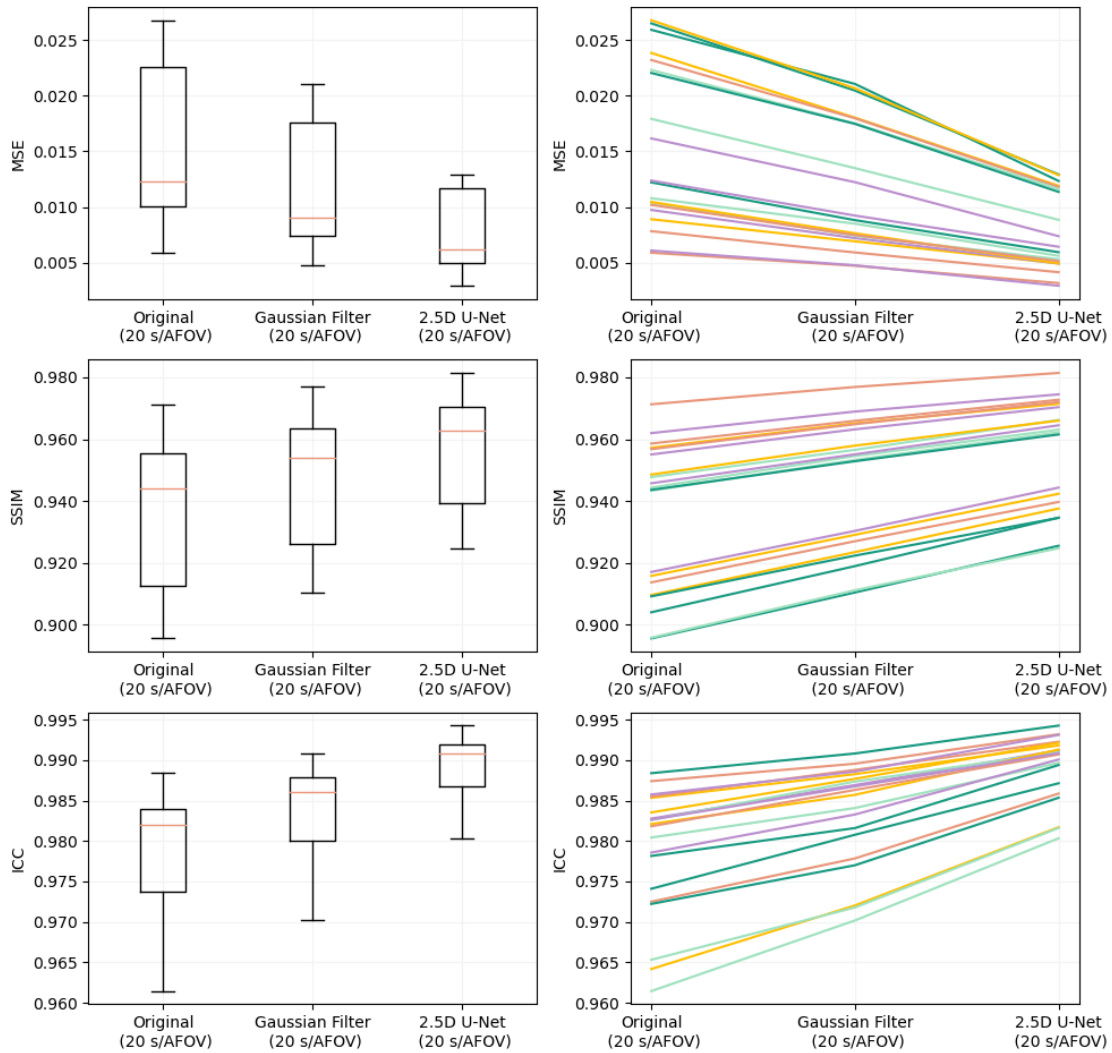 MSE
0.025
0.020
0.015
0.010
0.005
Original
(20 s/AFOV)
Gaussian Filter
(20 s/AFOV)
2.5D U-Net
(20 s/AFOV)
MSE
0.025
0.020
0.015
0.010
0.005
Original
(20 s/AFOV)
Gaussian Filter
(20 s/AFOV)
2.5D U-Net
(20 s/AFOV)
SSIM
0.980
0.960
0.940
0.920
0.900
Original
(20 s/AFOV)
Gaussian Filter
(20 s/AFOV)
2.5D U-Net
(20 s/AFOV)
SSIM
0.980
0.960
0.940
0.920
0.900
Original
(20 s/AFOV)
Gaussian Filter
(20 s/AFOV)
2.5D U-Net
(20 s/AFOV)
ICC
0.995
0.990
0.985
0.980
0.975
0.970
0.965
0.960
Original
(20 s/AFOV)
Gaussian Filter
(20 s/AFOV)
2.5D U-Net
(20 s/AFOV)
ICC
0.995
0.990
0.985
0.980
0.975
0.970
0.965
0.960
Original
(20 s/AFOV)
Gaussian Filter
(20 s/AFOV)
2.5D U-Net
(20 s/AFOV)